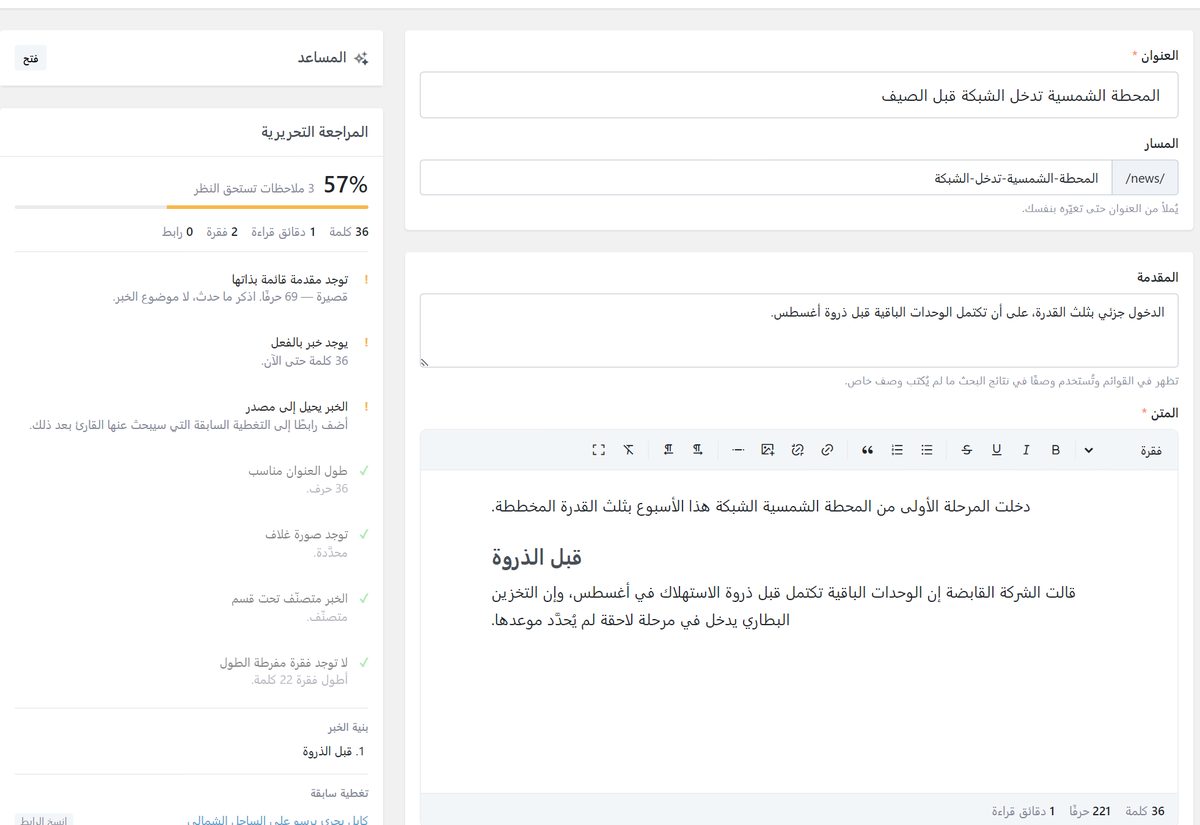 العنوان *
المحطة الشمسية تدخل الشبكة قبل الصيف
المسار
/news/
المحطة-الشمسية-تدخل-الشبكة
يُملأ من العنوان حتى تغيّره بنفسك.
المقدمة
الدخول جزئي بثلث القدرة، على أن تكتمل الوحدات الباقية قبل ذروة أغسطس.
تظهر في القوائم وتُستخدم وصفًا في نتائج البحث ما لم يُكتب وصف خاص.
المتن *
فقرة
B I U S
دخلت المرحلة الأولى من المحطة الشمسية الشبكة هذا الأسبوع بثلث القدرة المخططة.
قبل الذروة
قالت الشركة القابضة إن الوحدات الباقية تكتمل قبل ذروة الاستهلاك في أغسطس، وإن التخزين
البطاري يدخل في مرحلة لاحقة لم يُحدَّد موعدها.
36 كلمة 221 حرفًا 1 دقائق قراءة
المساعد
فتح
المراجعة التحريرية
57% 3 ملاحظات تستحق النظر
36 كلمة 1 دقائق قراءة 2 فقرة 0 رابط
! توجد مقدمة قائمة بذاتها
قصيرة — 69 حرفًا. اذكر ما حدث، لا موضوع الخبر.
! يوجد خبر بالفعل
36 كلمة حتى الآن.
! الخبر يحيل إلى مصدر
أضف رابطًا إلى التغطية السابقة التي سيبحث عنها القارئ بعد ذلك.
✓ طول العنوان مناسب
36 حرف.
✓ توجد صورة غلاف
محدَّدة.
✓ الخبر متصنّف تحت قسم
متصنّف.
✓ لا توجد فقرة مفرطة الطول
أطول فقرة 22 كلمة.
بنية الخبر
1. قبل الذروة
تغطية سابقة
كابل بحري يرسو على الساحل الشمالي
انسخ الرابط